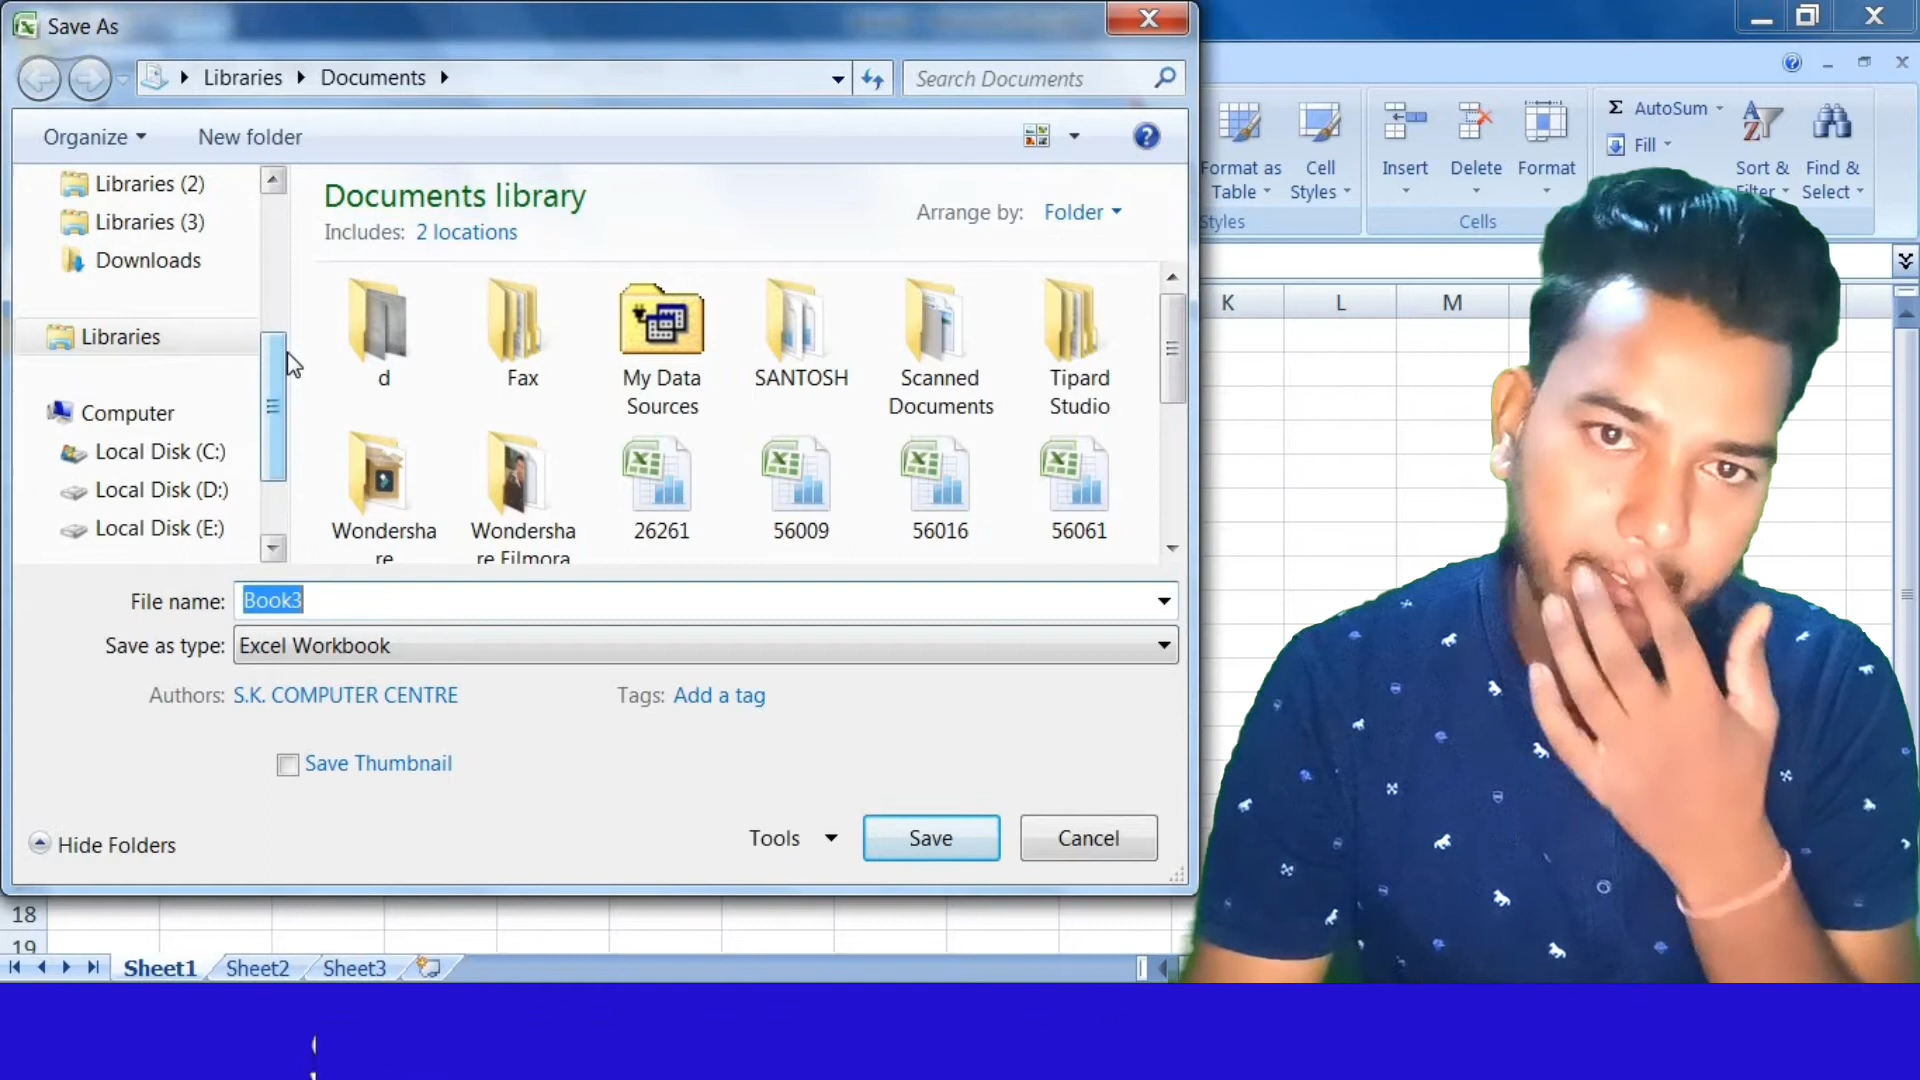 Save As
Libraries
Documents
Search Documents
Organize
New folder
Libraries (2)
Libraries (3)
Downloads
Libraries
Computer
Local Disk (C:)
Local Disk (D:)
Local Disk (E:)
Documents library
Includes: 2 locations
Arrange by: Folder
d
Fax
My Data
Sources
SANTOSH
Scanned
Documents
Tipard
Studio
Wondersha
re
Wondersha
re Filmora
26261
56009
56016
56061
File name: Book3
Save as type: Excel Workbook
Authors: S.K. COMPUTER CENTRE
Tags: Add a tag
Save Thumbnail
Hide Folders
Tools
Save
Cancel
Format as
Table
Cell
Styles
Styles
Insert
Delete
Format
Cells
Σ AutoSum
Fill
Sort &
Filter
Find &
Select
K
L
M
18
19
Sheet1
Sheet2
Sheet3